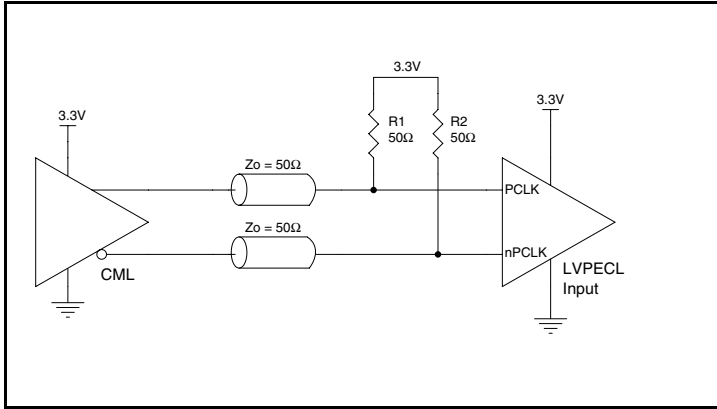 3.3V
3.3V
R1
50Ω
R2
50Ω
3.3V
Zo = 50Ω
PCLK
Zo = 50Ω
nPCLK
CML
LVPECL
Input